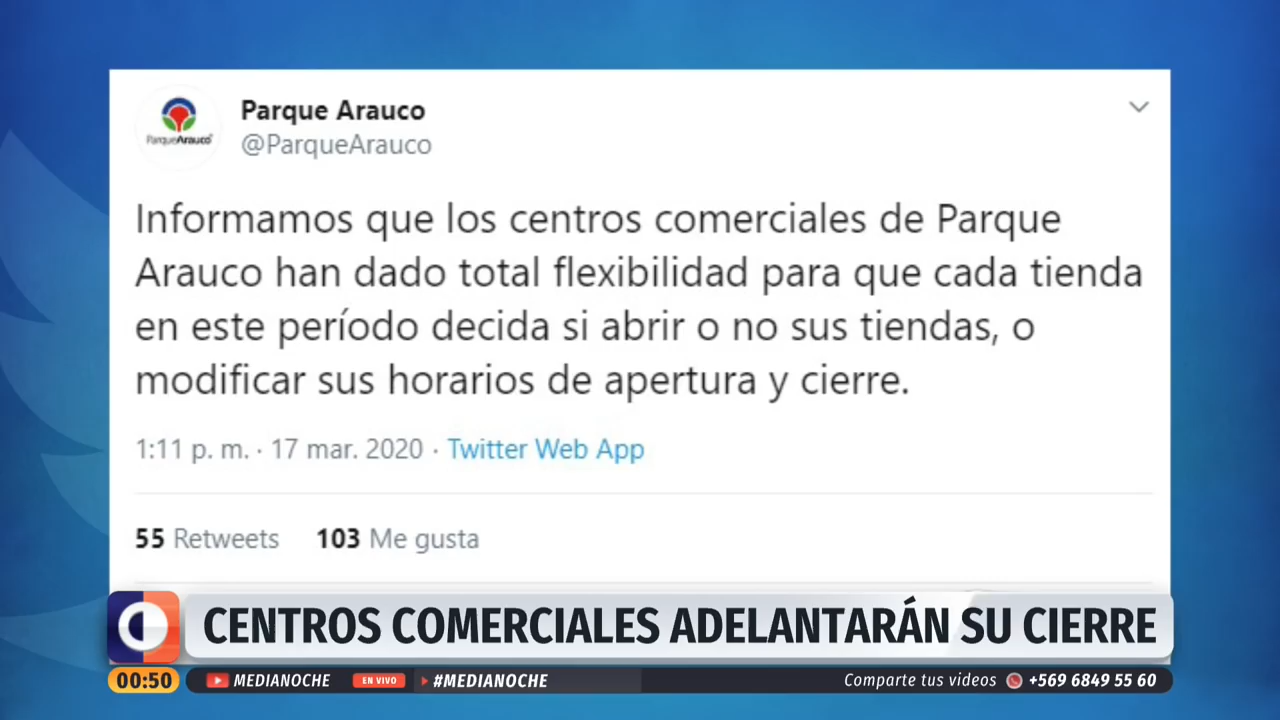 Parque Arauco
@ParqueArauco
ParqueArauco
Informamos que los centros comerciales de Parque
Arauco han dado total flexibilidad para que cada tienda
en este período decida si abrir o no sus tiendas, o
modificar sus horarios de apertura y cierre.
1:11 p. m. · 17 mar. 2020 · Twitter Web App
55 Retweets 103 Me gusta
CENTROS COMERCIALES ADELANTARÁN SU CIERRE
00:50 MEDIANOCHE EN VIVO #MEDIANOCHE Comparte tus videos +569 6849 55 60